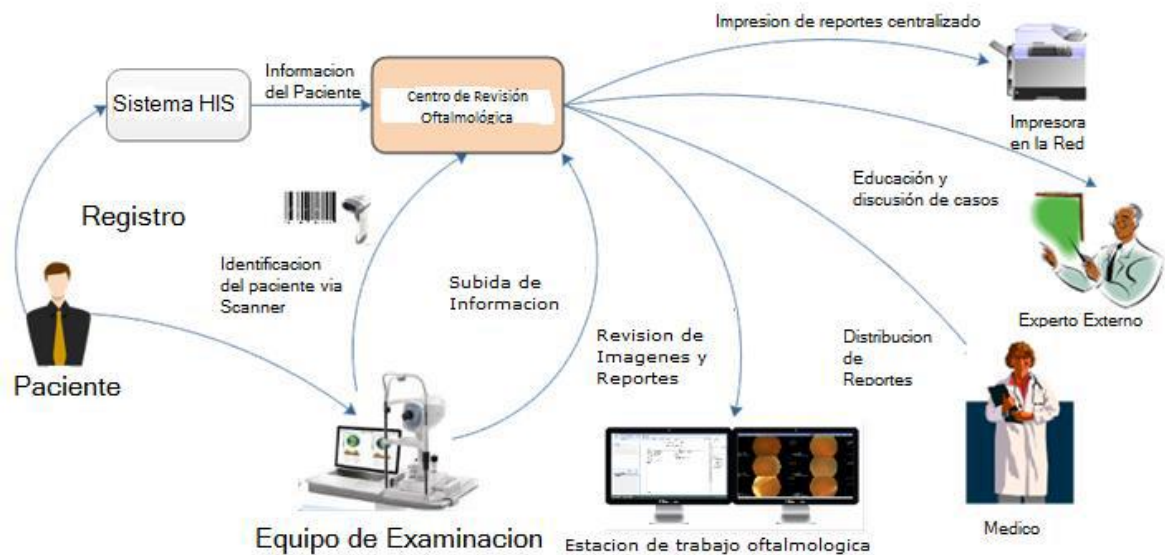 Impresion de reportes centralizado
Informacion
del Paciente
Sistema HIS
Centro de Revisión
Oftalmológica
Impresora
en la Red
Registro
Educación y
discusión de casos
Identificacion
del paciente via
Scanner
Subida de
Informacion
Experto Externo
Revision de
Imagenes y
Reportes
Distribucion
de
Reportes
Paciente
Equipo de Examinacion
Estacion de trabajo oftalmologica
Medico